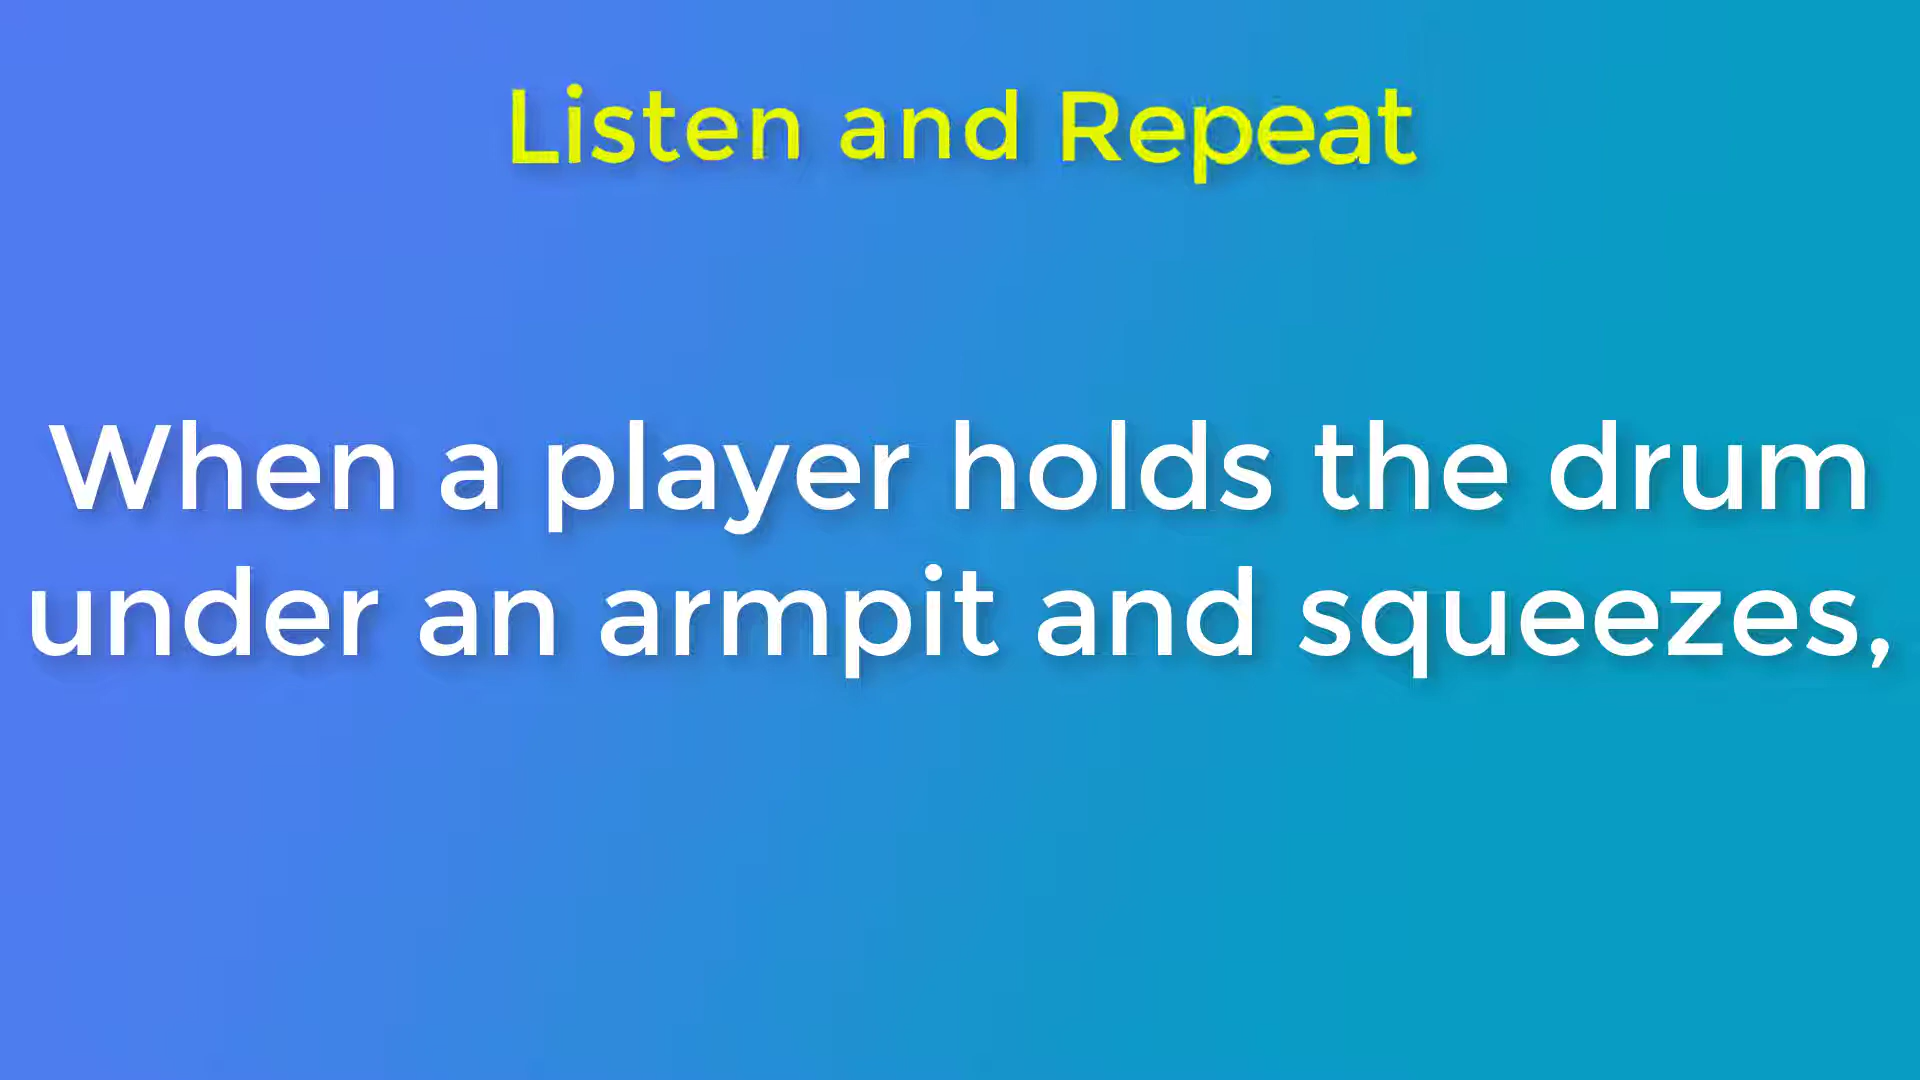 Listen and Repeat
When a player holds the drum
under an armpit and squeezes,